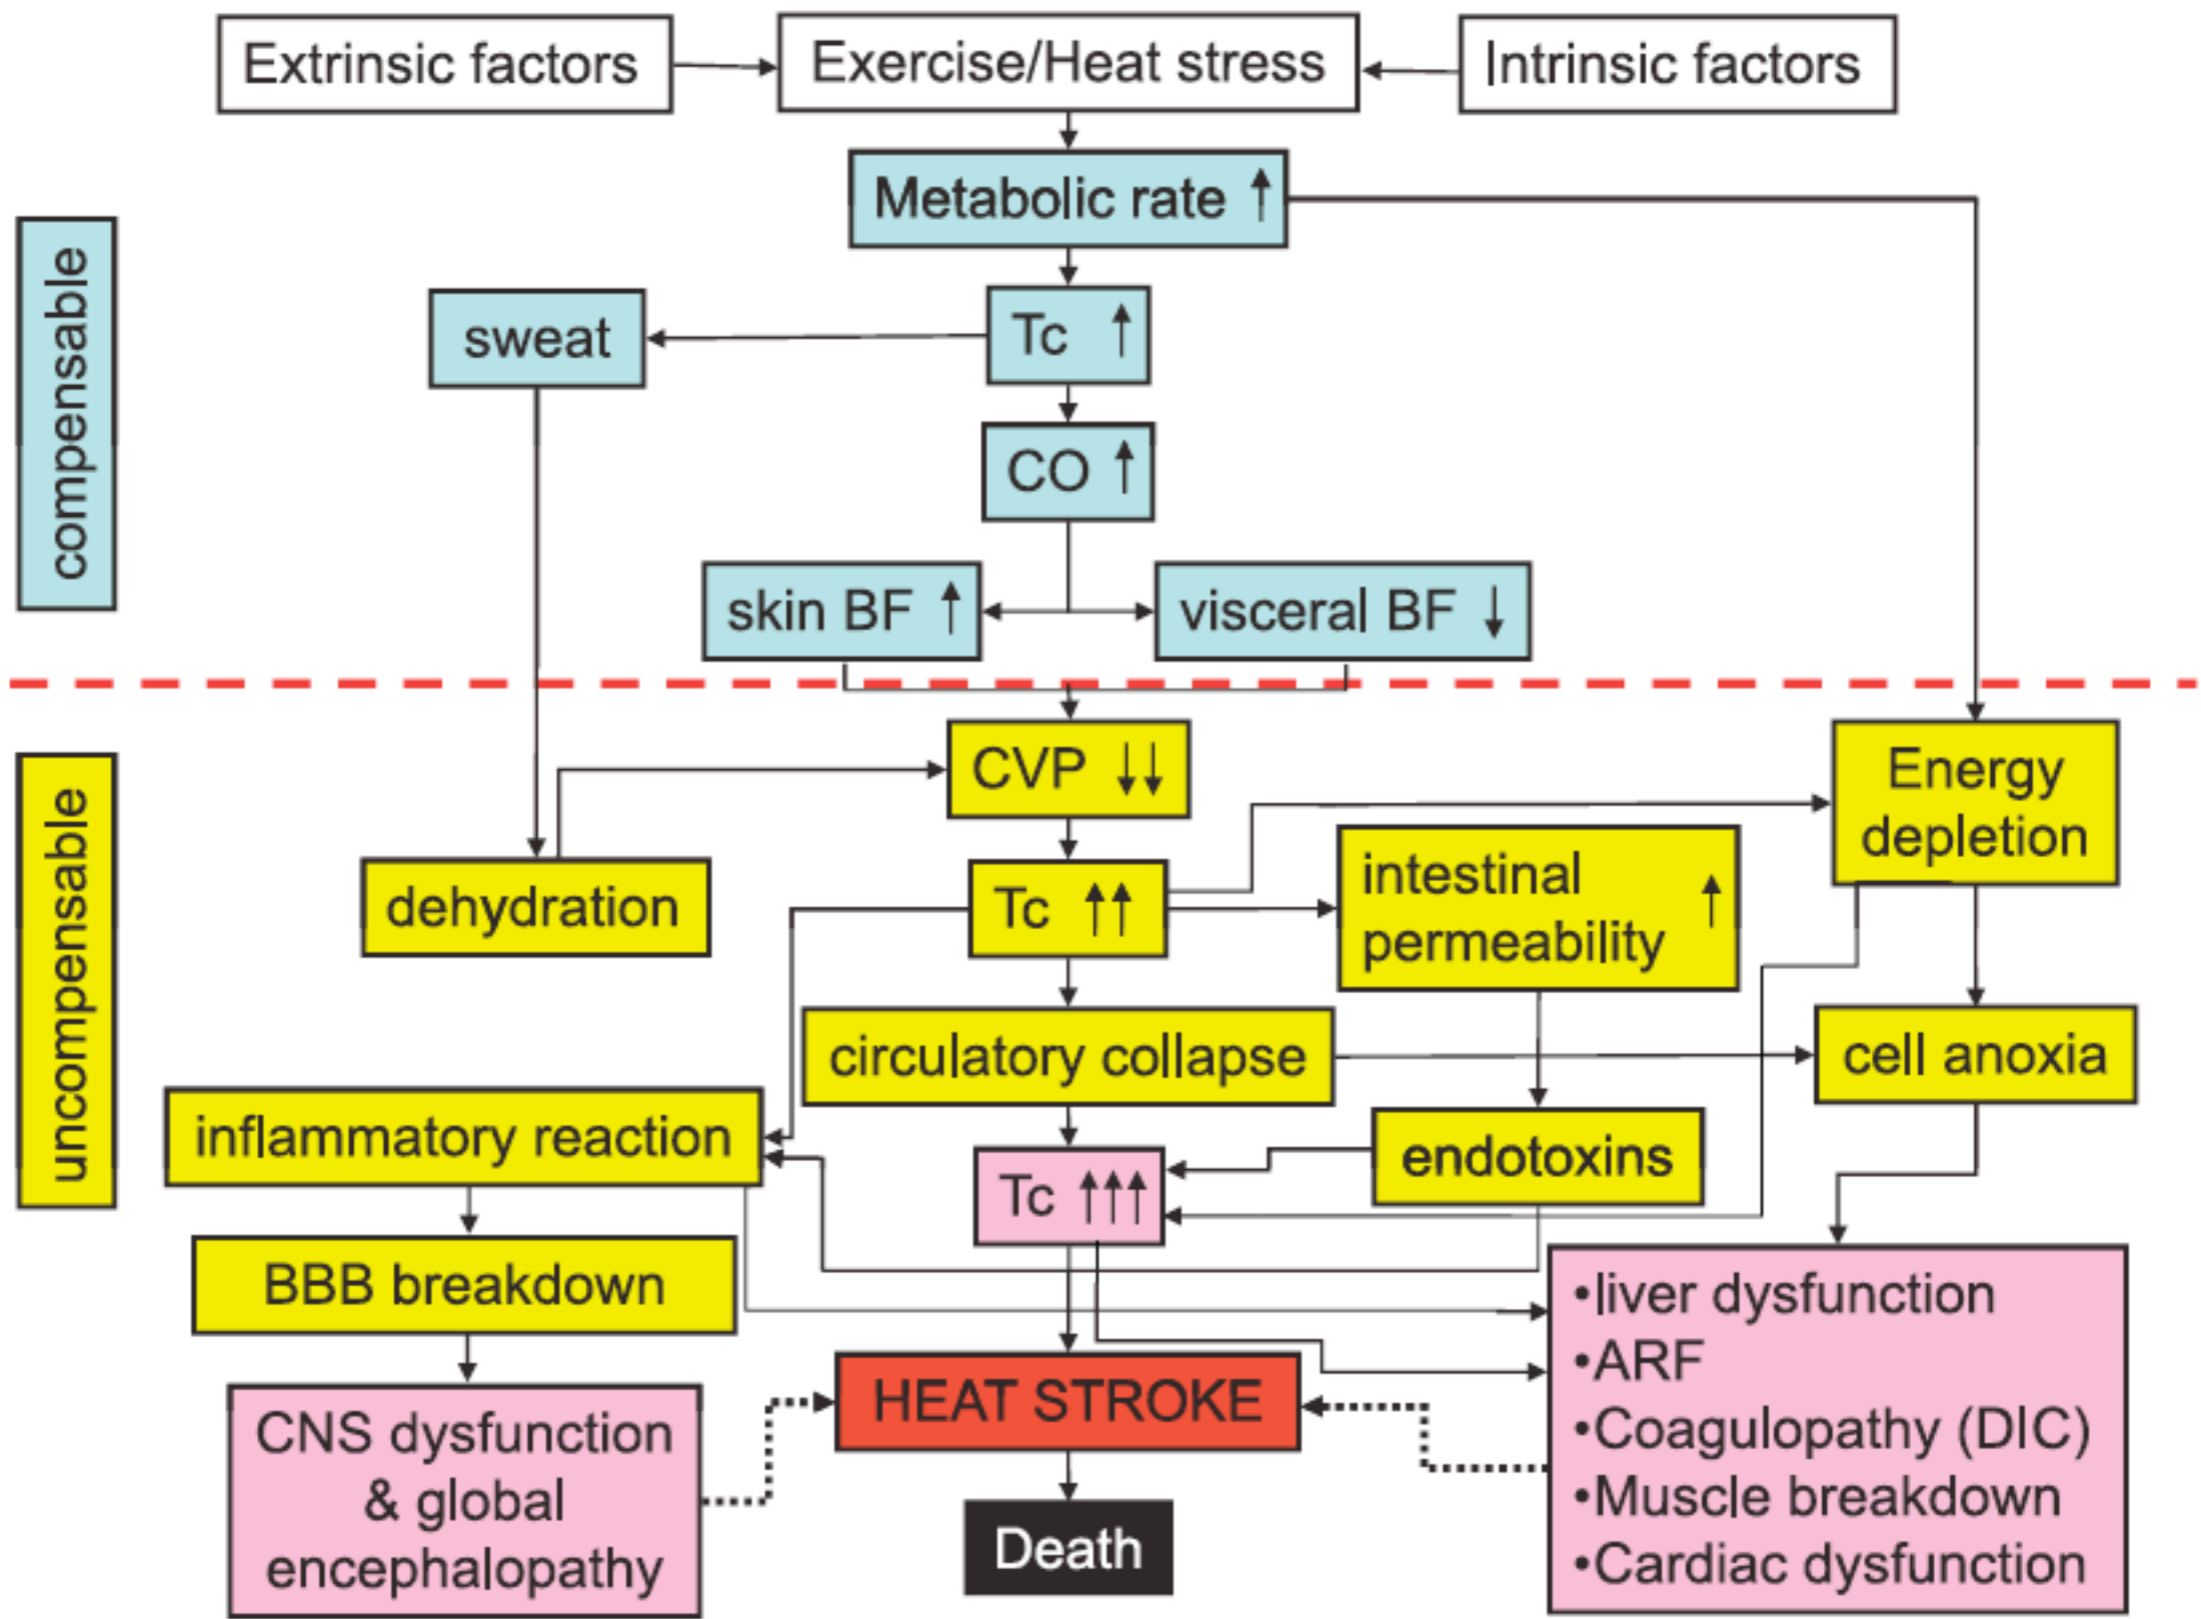 Extrinsic factors
Exercise/Heat stress
Intrinsic factors
Metabolic rate ↑
compensable
sweat
Tc ↑
CO ↑
skin BF ↑
visceral BF ↓
uncompensable
CVP ↓↓
Energy
depletion
dehydration
Tc ↑↑
intestinal
permeability ↑
circulatory collapse
cell anoxia
inflammatory reaction
endotoxins
Tc ↑↑↑
BBB breakdown
•liver dysfunction
•ARF
•Coagulopathy (DIC)
•Muscle breakdown
•Cardiac dysfunction
HEAT STROKE
CNS dysfunction
& global
encephalopathy
Death